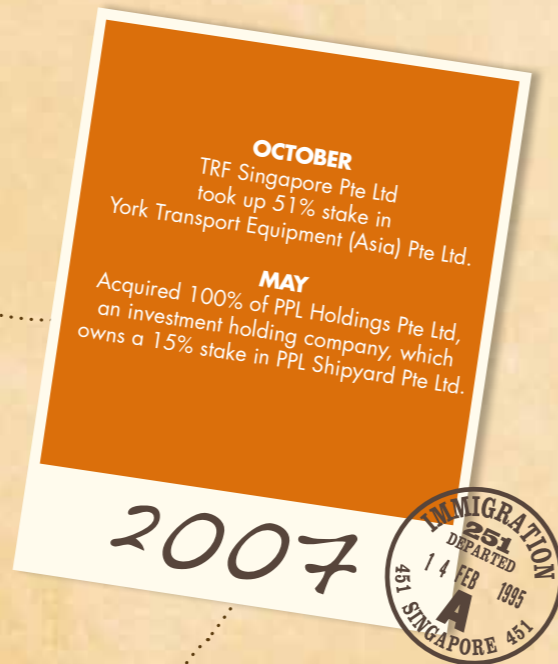 OCTOBER
TRF Singapore Pte Ltd
took up 51% stake in
York Transport Equipment (Asia) Pte Ltd.
MAY
Acquired 100% of PPL Holdings Pte Ltd,
an investment holding company, which
owns a 15% stake in PPL Shipyard Pte Ltd.
2007
IMMIGRATION
251
DEPARTED
14 FEB 1995
A
451 SINGAPORE 451